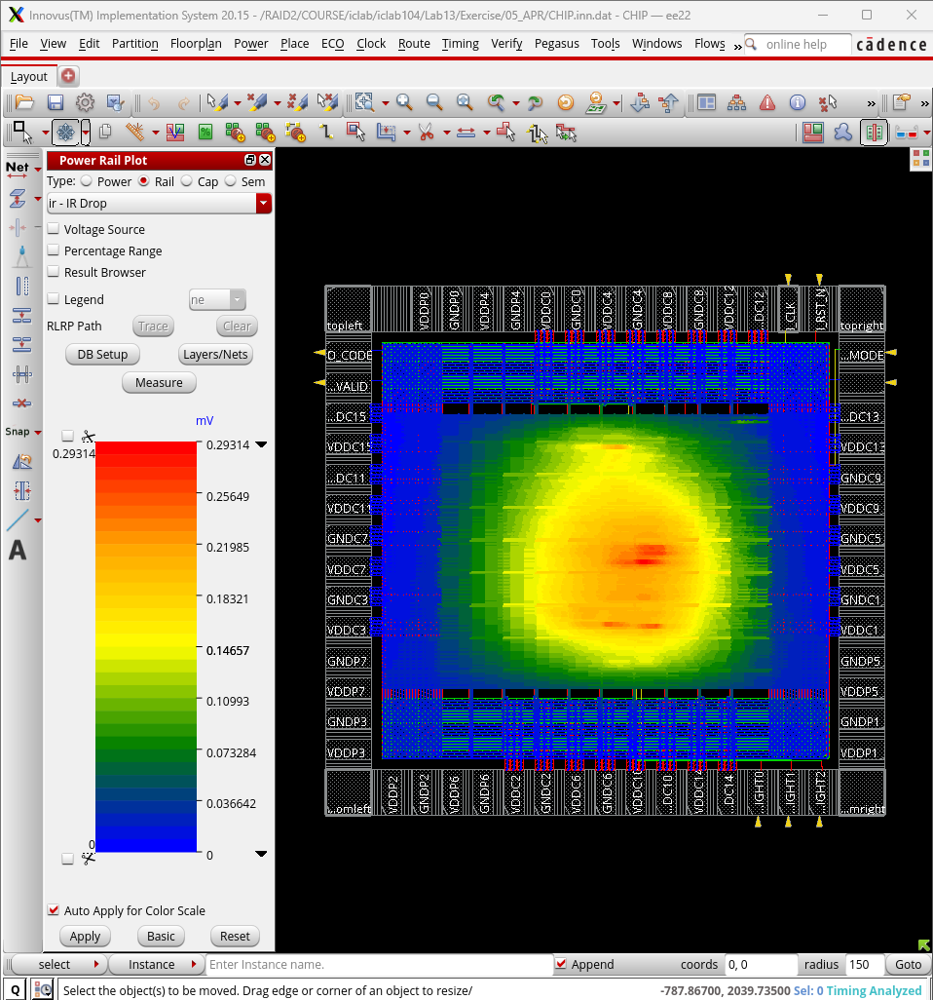 Innovus(TM) Implementation System 20.15 - /RAID2/COURSE/iclab/iclab104/Lab13/Exercise/05_APR/CHIP.inn.dat - CHIP — ee22
File View Edit Partition Floorplan Power Place ECO Clock Route Timing Verify Pegasus Tools Windows Flows » online help cādence
Layout
Net
Snap
A
Power Rail Plot
Type: Power Rail Cap Sem
ir - IR Drop
Voltage Source
Percentage Range
Result Browser
Legend ne
RLRP Path Trace Clear
DB Setup Layers/Nets
Measure
mV
0.29314 0.29314
0.25649
0.21985
0.18321
0.14657
0.10993
0.073284
0.036642
0 0
Auto Apply for Color Scale
Apply Basic Reset
topleft VDDP0 GNDP0 VDDP4 GNDP4 VDDC0 GNDC0 VDDC4 GNDC4 VDDC8 GNDC8 VDDC12 ...DC12 I_CLK I_RST_N topright
O_CODE ...MODE
...VALID
...DC15 ...DC13
VDDC15 VDDC13
...DC11 GNDC9
VDDC11 VDDC9
GNDC7 GNDC5
VDDC7 VDDC5
GNDC3 GNDC1
VDDC3 VDDC1
GNDP7 GNDP5
VDDP7 VDDP5
GNDP3 GNDP1
VDDP3 VDDP1
...omleft VDDP2 GNDP2 VDDP6 GNDP6 VDDC2 GNDC2 VDDC6 GNDC6 VDDC10 ...DC10 VDDC14 ...DC14 ...IGHT0 ...IGHT1 ...IGHT2 ...mright
select Instance Enter Instance name. Append coords 0, 0 radius 150 Goto
Q Select the object(s) to be moved. Drag edge or corner of an object to resize/ -787.86700, 2039.73500 Sel: 0 Timing Analyzed